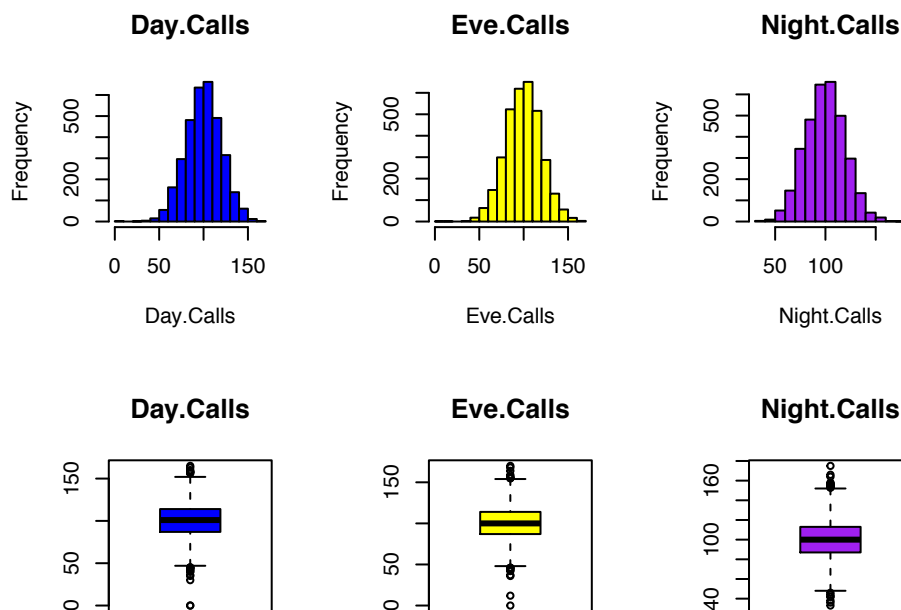 Day.Calls Eve.Calls Night.Calls
Frequency Frequency Frequency
500 500 500
200 200 200
0 0 0
0 50 150 0 50 150 50 100
Day.Calls Eve.Calls Night.Calls
Day.Calls Eve.Calls Night.Calls
150 150 160
50 50 100
0 0 40